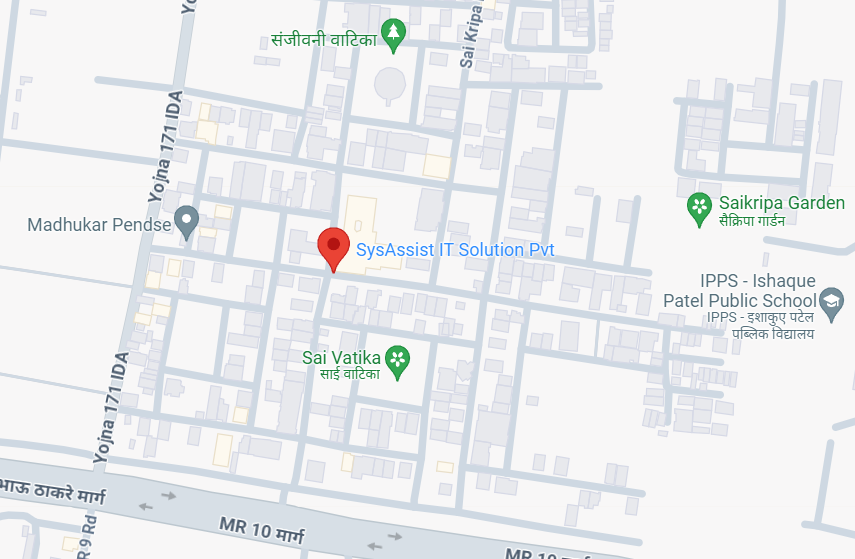 Yo
Sai Kripa
संजीवनी वाटिका
Yojna 171 IDA
Madhukar Pendse
Saikripa Garden
सैक्रिपा गार्डन
SysAssist IT Solution Pvt
IPPS - Ishaque
Patel Public School
IPPS - इशाकुए पटेल
पब्लिक विद्यालय
Sai Vatika
साई वाटिका
Yojna 171 IDA
भाऊ ठाकरे मार्ग
MR 10 मार्ग
MR 10 मार्ग
R 9 Rd